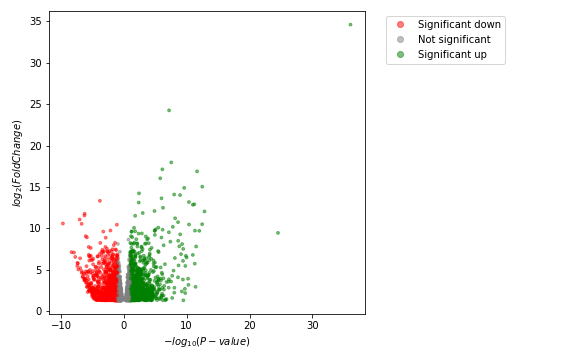 35
30
25
20
15
10
5
0
log₂(FoldChange)
−10
0
10
20
30
−log₁₀(P − value)
Significant down
Not significant
Significant up